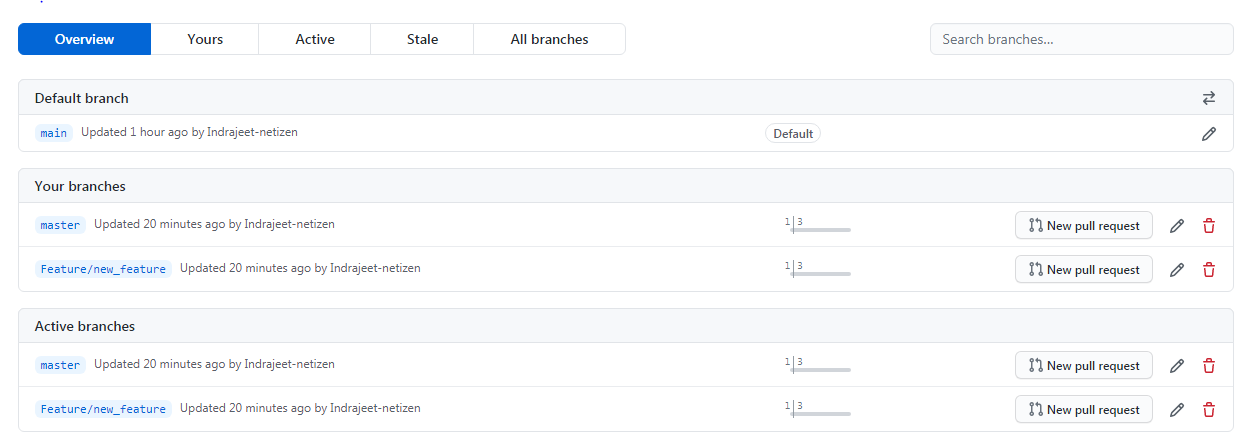 Overview Yours Active Stale All branches Search branches...
Default branch
main Updated 1 hour ago by Indrajeet-netizen Default
Your branches
master Updated 20 minutes ago by Indrajeet-netizen 1 3 New pull request
Feature/new_feature Updated 20 minutes ago by Indrajeet-netizen 1 3 New pull request
Active branches
master Updated 20 minutes ago by Indrajeet-netizen 1 3 New pull request
Feature/new_feature Updated 20 minutes ago by Indrajeet-netizen 1 3 New pull request